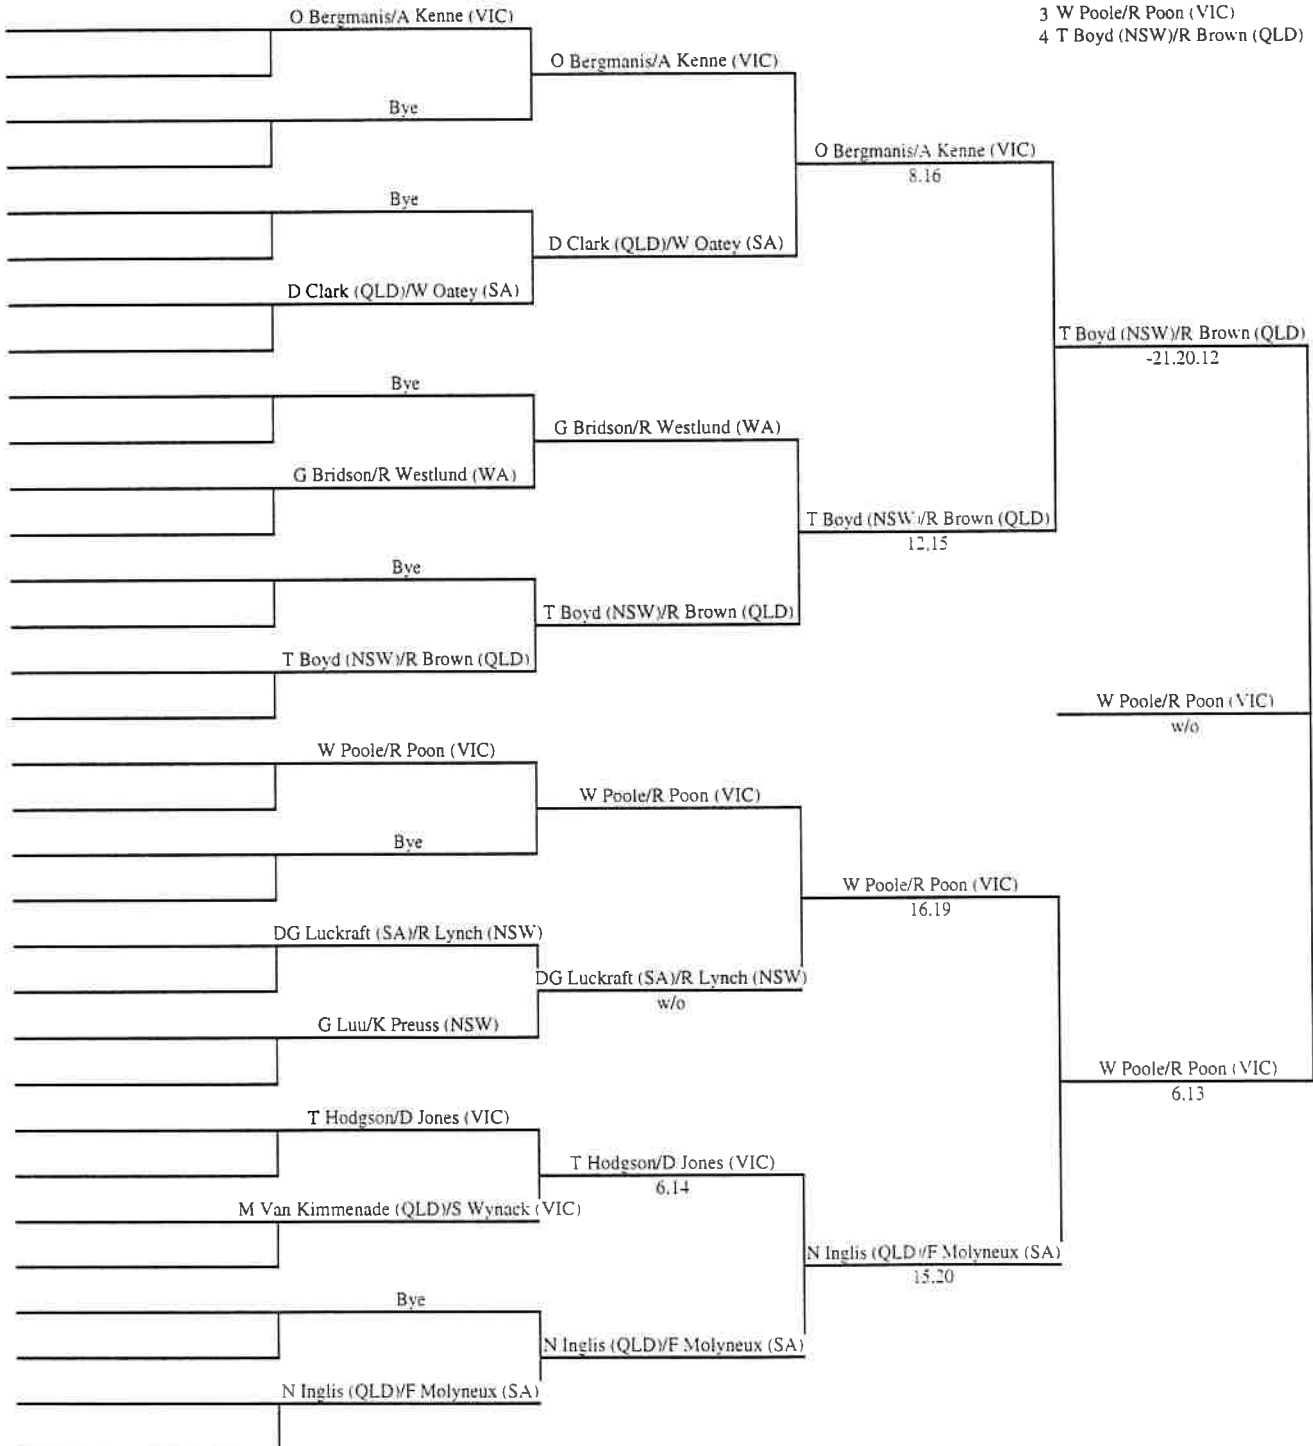 3 W Poole/R Poon (VIC)
4 T Boyd (NSW)/R Brown (QLD)
O Bergmanis/A Kenne (VIC)
O Bergmanis/A Kenne (VIC)
Bye
O Bergmanis/A Kenne (VIC)
8.16
Bye
D Clark (QLD)/W Oatey (SA)
D Clark (QLD)/W Oatey (SA)
T Boyd (NSW)/R Brown (QLD)
-21.20.12
Bye
G Bridson/R Westlund (WA)
G Bridson/R Westlund (WA)
T Boyd (NSW)/R Brown (QLD)
12,15
Bye
T Boyd (NSW)/R Brown (QLD)
T Boyd (NSW)/R Brown (QLD)
W Poole/R Poon (VIC)
w/o
W Poole/R Poon (VIC)
W Poole/R Poon (VIC)
Bye
W Poole/R Poon (VIC)
16.19
DG Luckraft (SA)/R Lynch (NSW)
DG Luckraft (SA)/R Lynch (NSW)
w/o
G Luu/K Preuss (NSW)
W Poole/R Poon (VIC)
6.13
T Hodgson/D Jones (VIC)
T Hodgson/D Jones (VIC)
6.14
M Van Kimmenade (QLD)/S Wynack (VIC)
N Inglis (QLD)/F Molyneux (SA)
15.20
Bye
N Inglis (QLD)/F Molyneux (SA)
N Inglis (QLD)/F Molyneux (SA)